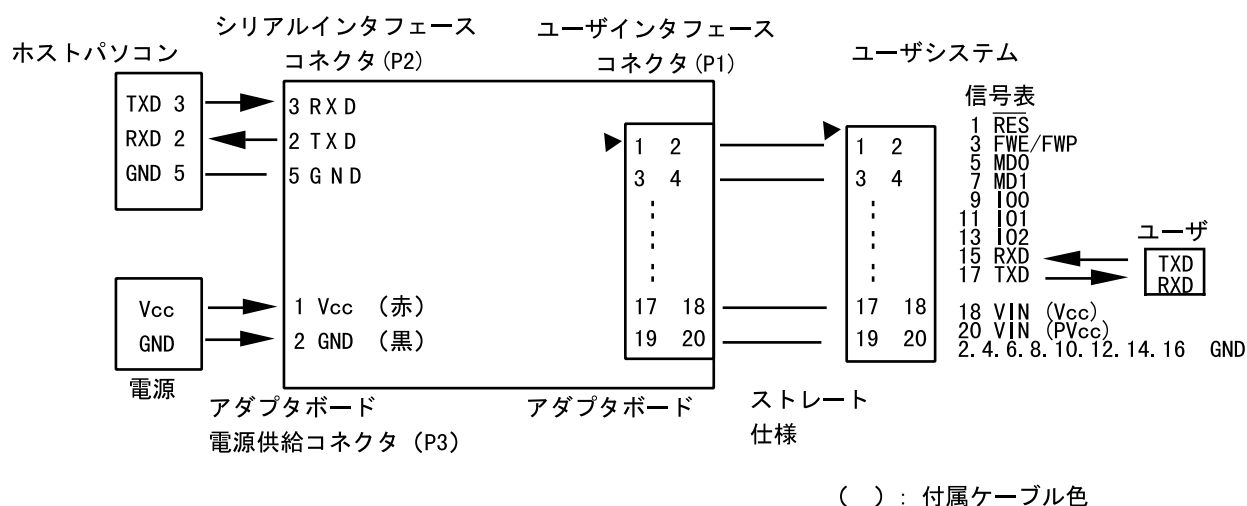 シリアルインタフェース
コネクタ(P2)
ユーザインタフェース
コネクタ(P1)
ホストパソコン
ユーザシステム
TXD 3
RXD 2
GND 5
3 RXD
2 TXD
5 GND
1 2
3 4
17 18
19 20
1 2
3 4
17 18
19 20
信号表
1 RES
3 FWE/FWP
5 MD0
7 MD1
9 IO0
11 IO1
13 IO2
15 RXD
17 TXD
18 VIN (Vcc)
20 VIN (PVcc)
2.4.6.8.10.12.14.16 GND
ユーザ
TXD
RXD
Vcc
GND
電源
1 Vcc (赤)
2 GND (黒)
アダプタボード
電源供給コネクタ (P3)
アダプタボード
ストレート
仕様
( ) : 付属ケーブル色